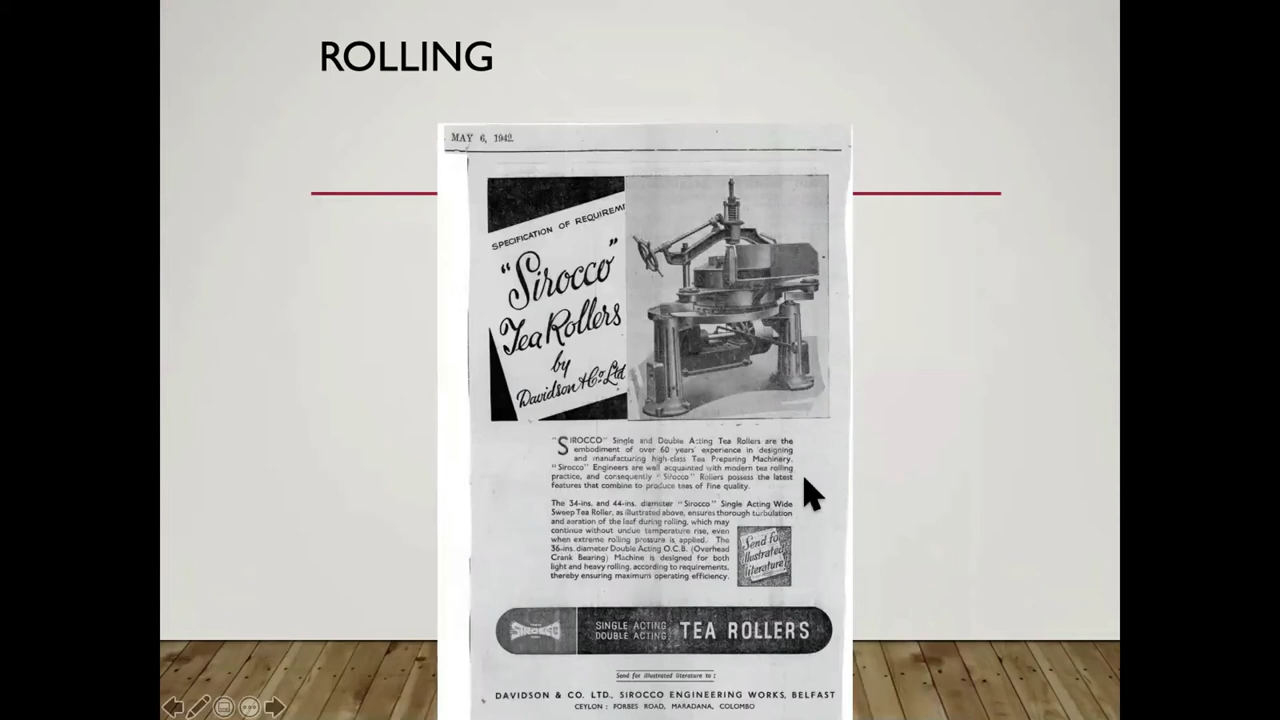 ROLLING
MAY 6, 1942.
SPECIFICATION OF REQUIREM
"Sirocco"
Tea Rollers
by
Davidson & Co. Ltd
"SIROCCO" Single and Double Acting Tea Rollers are the
embodiment of over 60 years' experience in designing
and manufacturing high-class Tea Preparing Machinery.
"Sirocco" Engineers are well acquainted with modern tea rolling
practice, and consequently "Sirocco" Rollers possess the latest
features that combine to produce teas of fine quality.
The 34-ins. and 44-ins. diameter "Sirocco" Single Acting Wide
Sweep Tea Roller, as illustrated above, ensures thorough turbulation
and aeration of the leaf during rolling, which may
continue without undue temperature rise, even
when extreme rolling pressure is applied. The
36-ins. diameter Double Acting O.C.B. (Overhead
Crank Bearing) Machine is designed for both
light and heavy rolling, according to requirements,
thereby ensuring maximum operating efficiency.
Send for
illustrated
literature!
SIROCCO
SINGLE ACTING
DOUBLE ACTING
TEA ROLLERS
Send for illustrated literature to :
DAVIDSON & CO. LTD., SIROCCO ENGINEERING WORKS, BELFAST
CEYLON : FORBES ROAD, MARADANA, COLOMBO